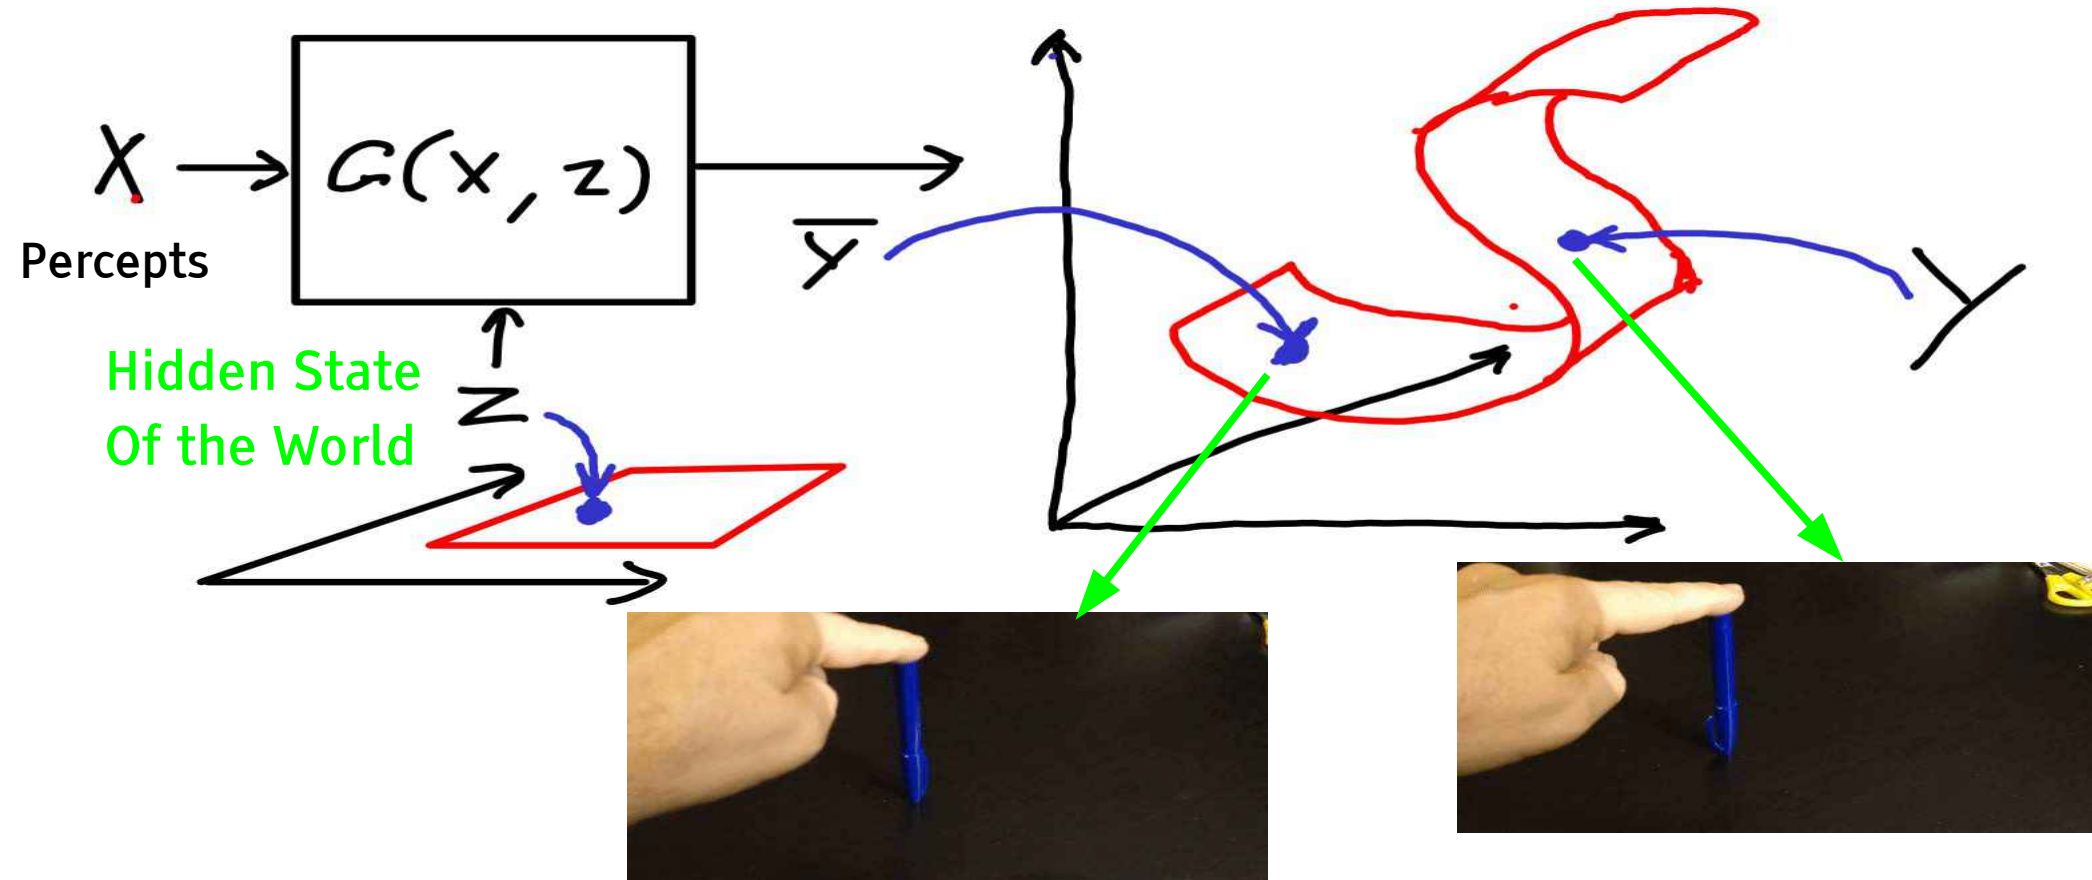 X
G(x, z)
Y
Y
Percepts
Hidden State
Of the World
Z